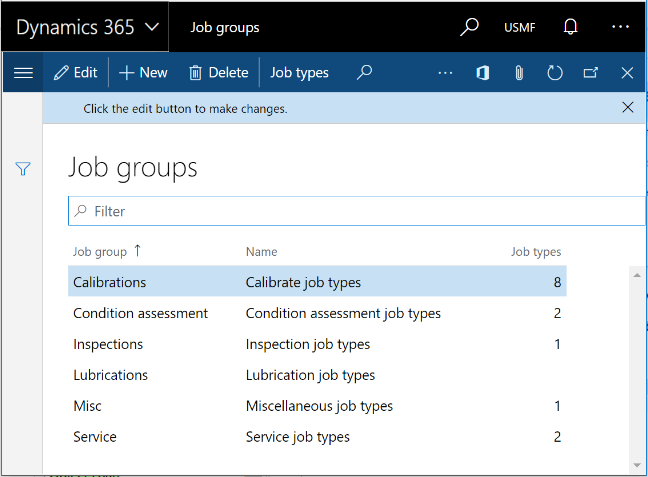 Dynamics 365 Job groups USMF ...
Edit New Delete Job types ...
Click the edit button to make changes.
Job groups
Filter
Job group ↑ Name Job types
Calibrations Calibrate job types 8
Condition assessment Condition assessment job types 2
Inspections Inspection job types 1
Lubrications Lubrication job types
Misc Miscellaneous job types 1
Service Service job types 2